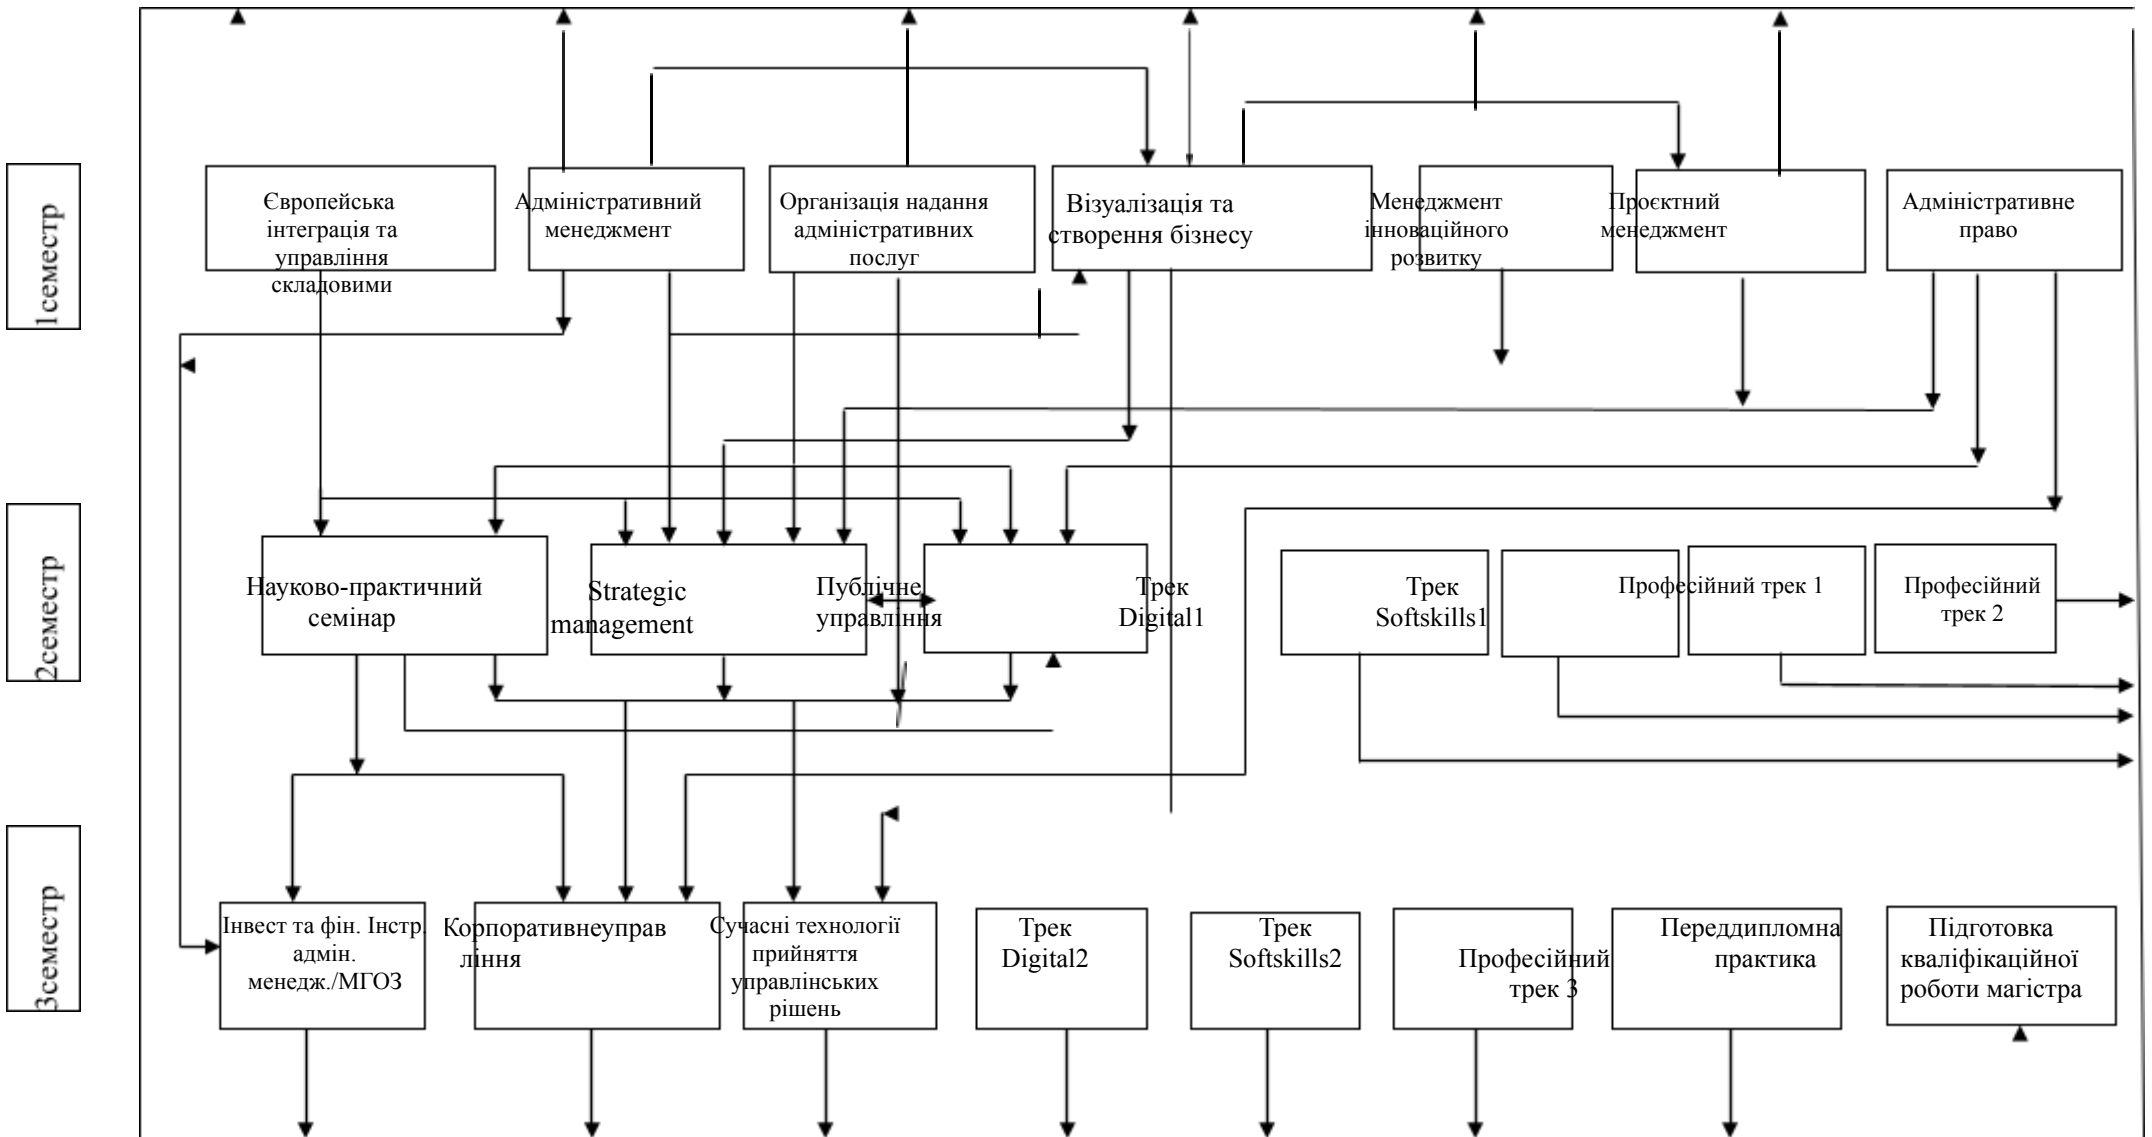 1семестр
Європейська
інтеграція та
управління
складовими
Адміністративний
менеджмент
Організація надання
адміністративних
послуг
Візуалізація та
створення бізнесу
Менеджмент
інноваційного
розвитку
Проєктний
менеджмент
Адміністративне
право
2семестр
Науково-практичний
семінар
Strategic
management
Публічне
управління
Трек
Digital1
Трек
Softskills1
Професійний трек 1
Професійний
трек 2
3семестр
Інвест та фін. Інстр.
адмін.
менедж./МГОЗ
Корпоративнеуправ
ління
Сучасні технології
прийняття
управлінських
рішень
Трек
Digital2
Трек
Softskills2
Професійний
трек 3
Переддипломна
практика
Підготовка
кваліфікаційної
роботи магістра